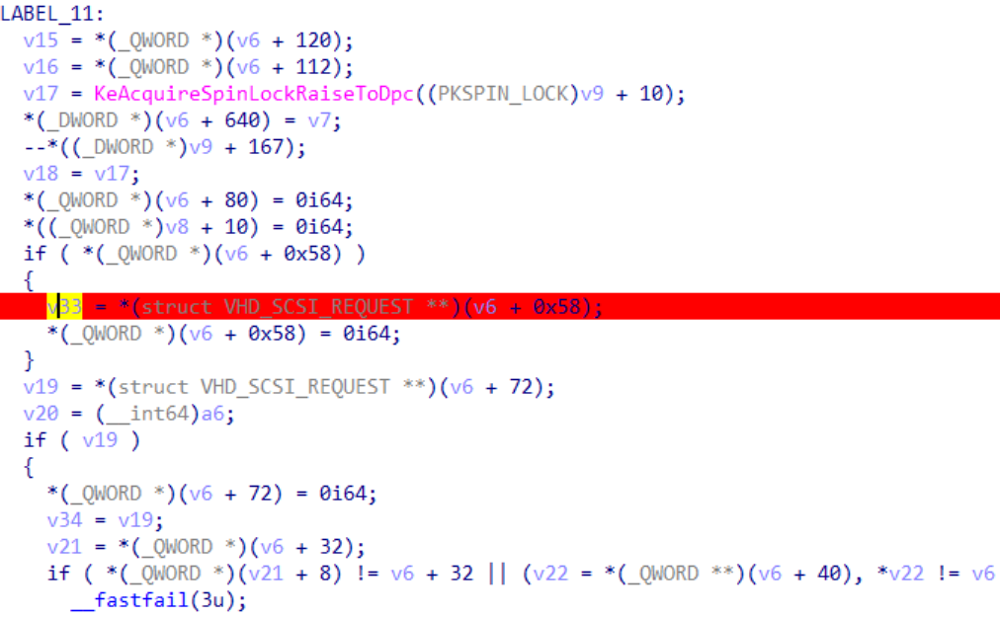 LABEL_11:
v15 = *(_QWORD *)(v6 + 120);
v16 = *(_QWORD *)(v6 + 112);
v17 = KeAcquireSpinLockRaiseToDpc((PKSPIN_LOCK)v9 + 10);
*(_DWORD *)(v6 + 640) = v7;
--*((_DWORD *)v9 + 167);
v18 = v17;
*(_QWORD *)(v6 + 80) = 0i64;
*((_QWORD *)v8 + 10) = 0i64;
if ( *(_QWORD *)(v6 + 0x58) )
{
v33 = *(struct VHD_SCSI_REQUEST **)(v6 + 0x58);
*(_QWORD *)(v6 + 0x58) = 0i64;
}
v19 = *(struct VHD_SCSI_REQUEST **)(v6 + 72);
v20 = (__int64)a6;
if ( v19 )
{
*(_QWORD *)(v6 + 72) = 0i64;
v34 = v19;
v21 = *(_QWORD *)(v6 + 32);
if ( *(_QWORD *)(v21 + 8) != v6 + 32 || (v22 = *(_QWORD **)(v6 + 40), *v22 != v6
__fastfail(3u);